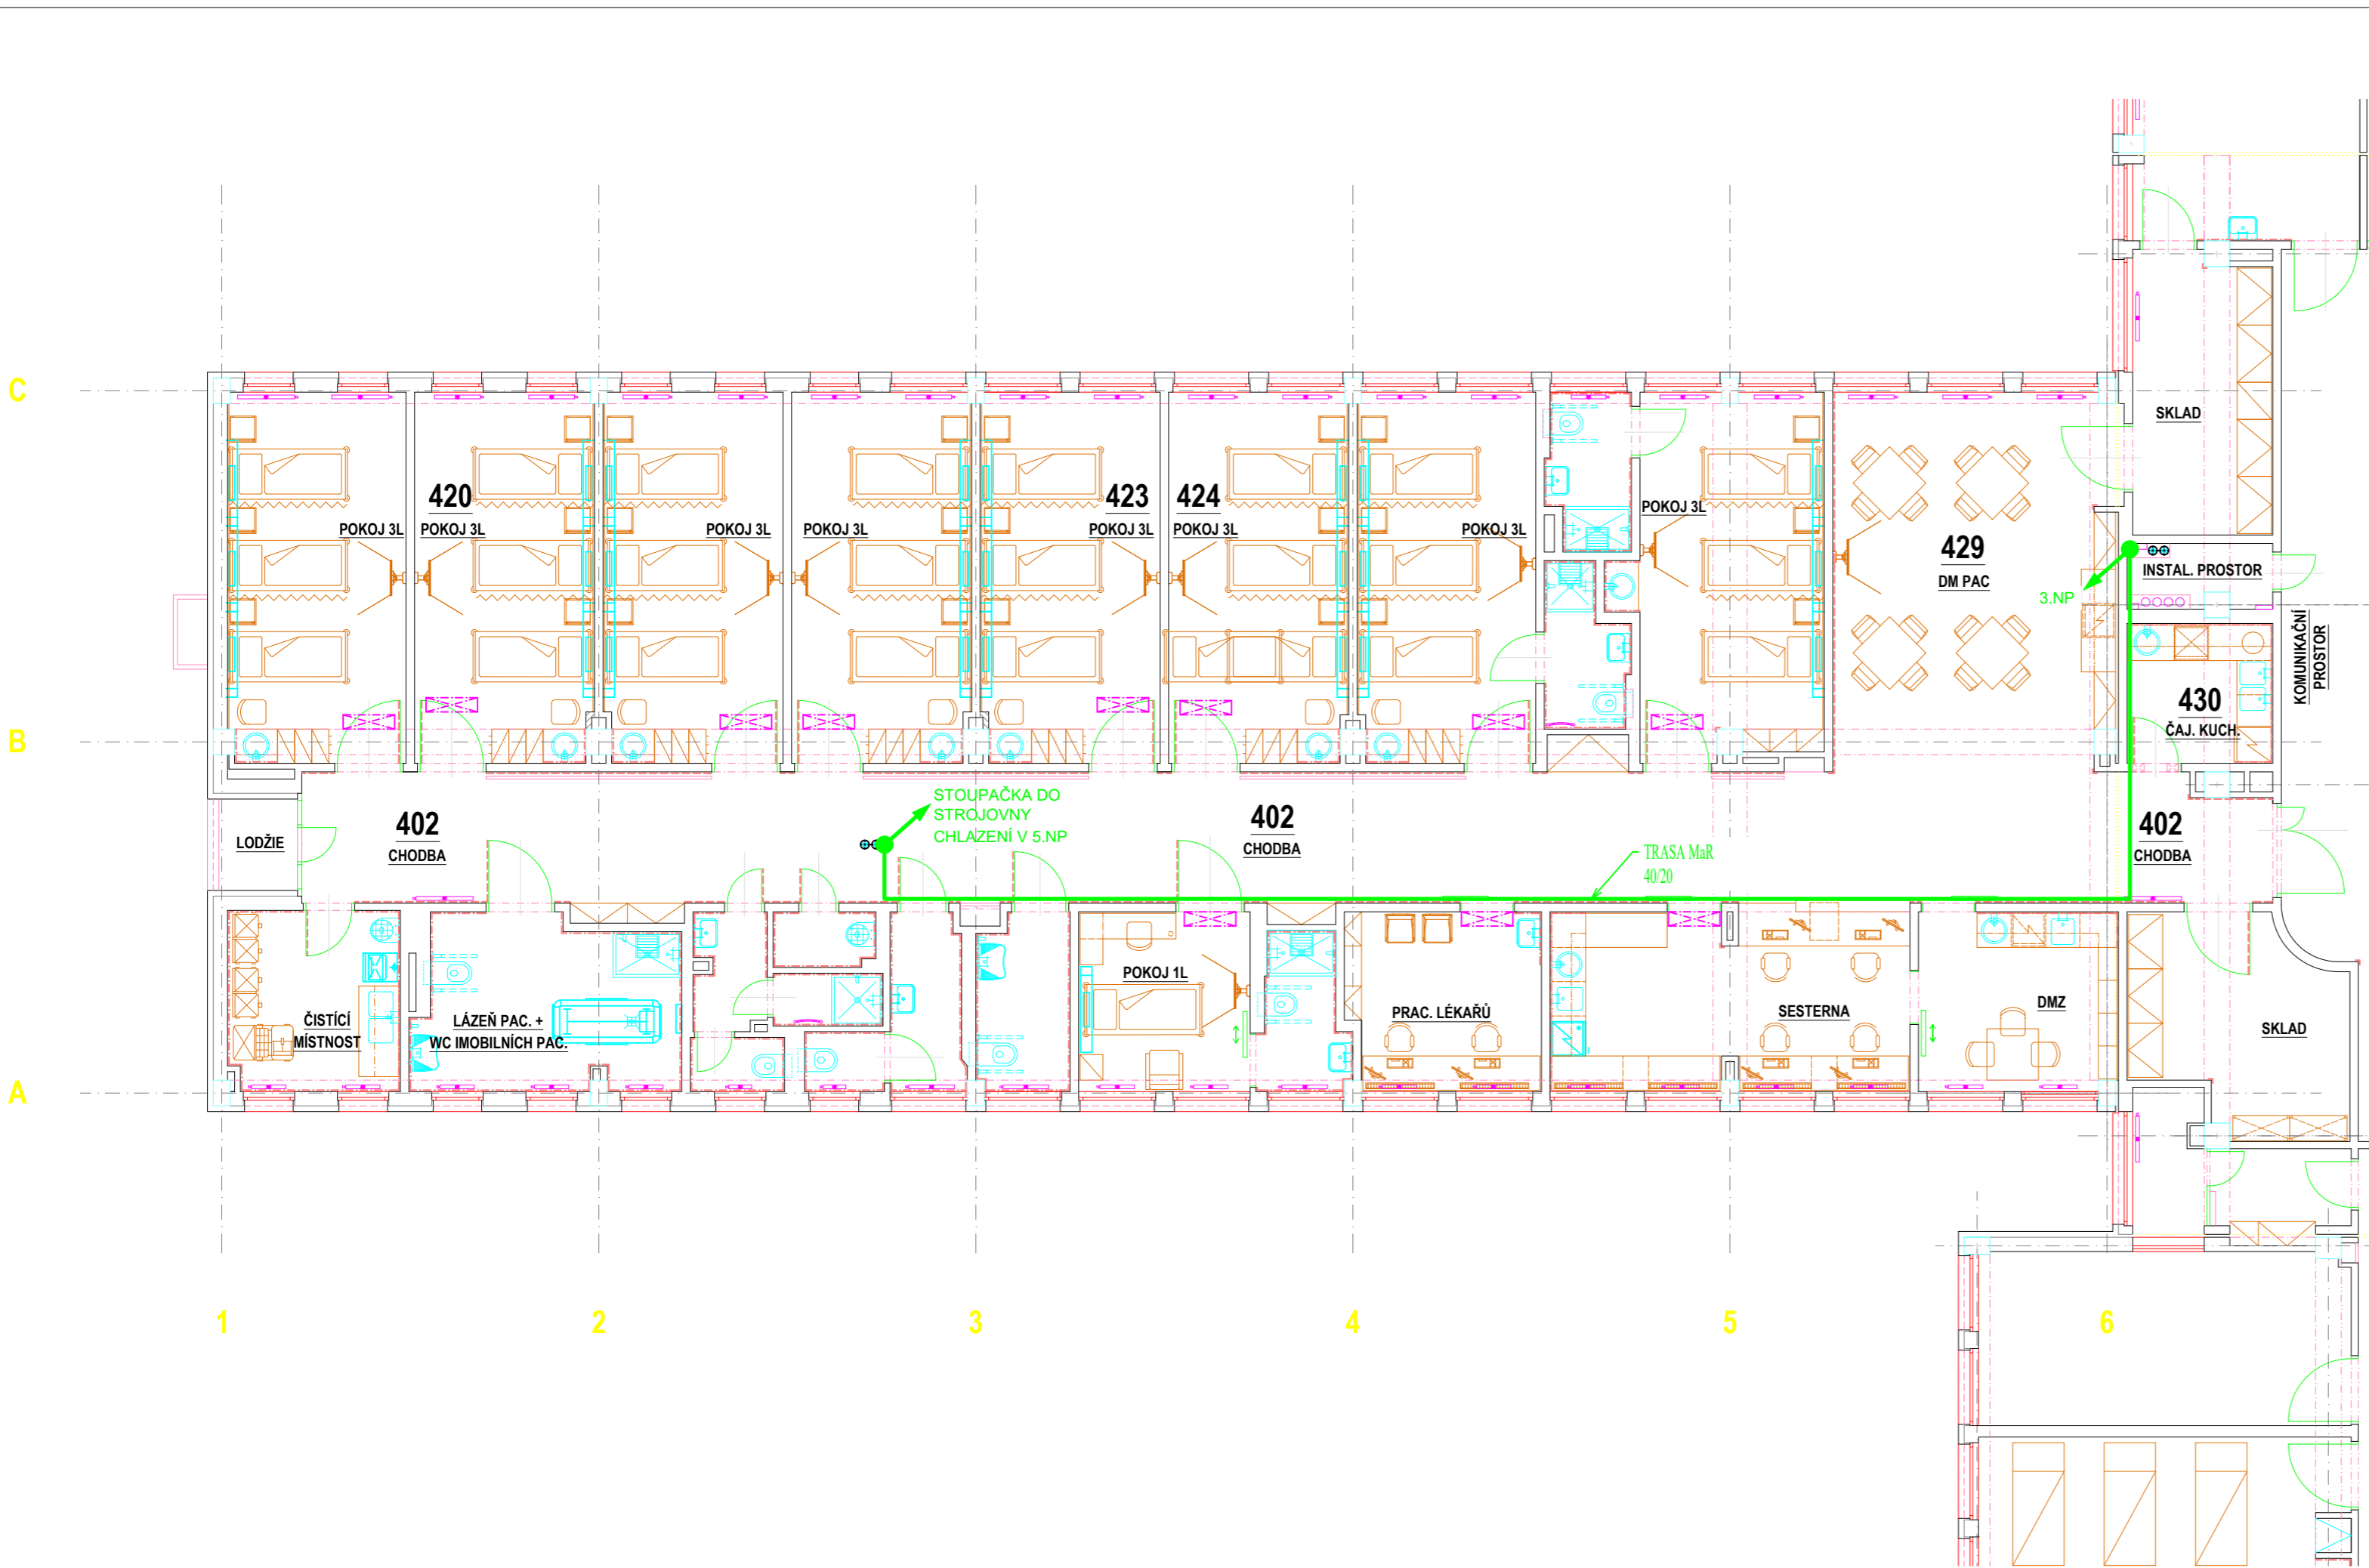 C
SKLAD
420
423
424
POKOJ 3L
POKOJ 3L
POKOJ 3L
POKOJ 3L
POKOJ 3L
POKOJ 3L
POKOJ 3L
POKOJ 3L
429
DM PAC
INSTAL. PROSTOR
3.NP
KOMUNIKAČNÍ
PROSTOR
430
ČAJ. KUCH.
B
STOUPAČKA DO
STROJOVNY
CHLAZENÍ V 5.NP
LODŽIE
402
CHODBA
402
CHODBA
TRASA MaR
40/20
402
CHODBA
ČISTÍCÍ
MÍSTNOST
LÁZEŇ PAC. +
WC IMOBILNÍCH PAC.
POKOJ 1L
PRAC. LÉKAŘŮ
SESTERNA
DMZ
SKLAD
A
1
2
3
4
5
6